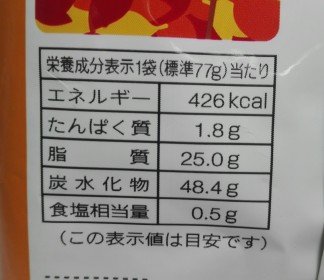 栄養成分表示1袋(標準77g)当たり
エネルギー 426kcal
たんぱく質 1.8g
脂質 25.0g
炭水化物 48.4g
食塩相当量 0.5g
(この表示値は目安です)